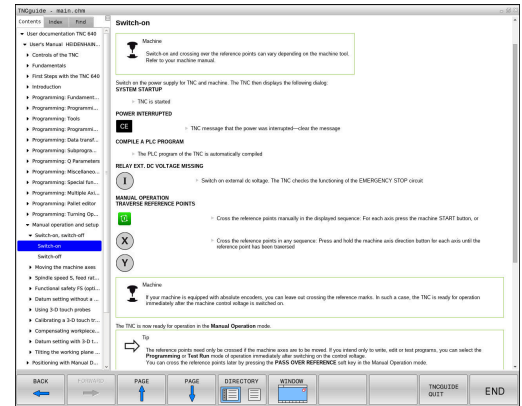 TNCguide - main.chm
Contents Index Find
User documentation TNC 640
User's Manual HEIDENHAIN...
Controls of the TNC
Fundamentals
First Steps with the TNC 640
Introduction
Programming: Fundament...
Programming: Programmi...
Programming: Tools
Programming: Programmi...
Programming: Data transf...
Programming: Subprogra...
Programming: Q Parameters
Programming: Miscellaneo...
Programming: Special fun...
Programming: Multiple Axi...
Programming: Pallet editor
Programming: Turning Op...
Manual operation and setup
Switch-on, switch-off
Switch-on
Switch-off
Moving the machine axes
Spindle speed S, feed rat...
Functional safety FS (opti...
Datum setting without a ...
Using 3-D touch probes
Calibrating a 3-D touch tr...
Compensating workpiece...
Datum setting with 3-D t...
Tilting the working plane ...
Positioning with Manual D...
Switch-on
Machine
Switch-on and crossing over the reference points can vary depending on the machine tool.
Refer to your machine manual.
Switch on the power supply for TNC and machine. The TNC then displays the following dialog:
SYSTEM STARTUP
TNC is started
POWER INTERRUPTED
CE
TNC message that the power was interrupted—clear the message
COMPILE A PLC PROGRAM
The PLC program of the TNC is automatically compiled
RELAY EXT. DC VOLTAGE MISSING
I
Switch on external dc voltage. The TNC checks the functioning of the EMERGENCY STOP circuit
MANUAL OPERATION
TRAVERSE REFERENCE POINTS
Cross the reference points manually in the displayed sequence: For each axis press the machine START button, or
X
Cross the reference points in any sequence: Press and hold the machine axis direction button for each axis until the
reference point has been traversed
Y
Machine
If your machine is equipped with absolute encoders, you can leave out crossing the reference marks. In such a case, the TNC is ready for operation
immediately after the machine control voltage is switched on.
The TNC is now ready for operation in the Manual Operation mode.
Tip
The reference points need only be crossed if the machine axes are to be moved. If you intend only to write, edit or test programs, you can select the
Programming or Test Run mode of operation immediately after switching on the control voltage.
You can cross the reference points later by pressing the PASS OVER REFERENCE soft key in the Manual Operation mode.
BACK FORWARD PAGE PAGE DIRECTORY WINDOW TNCGUIDE QUIT END